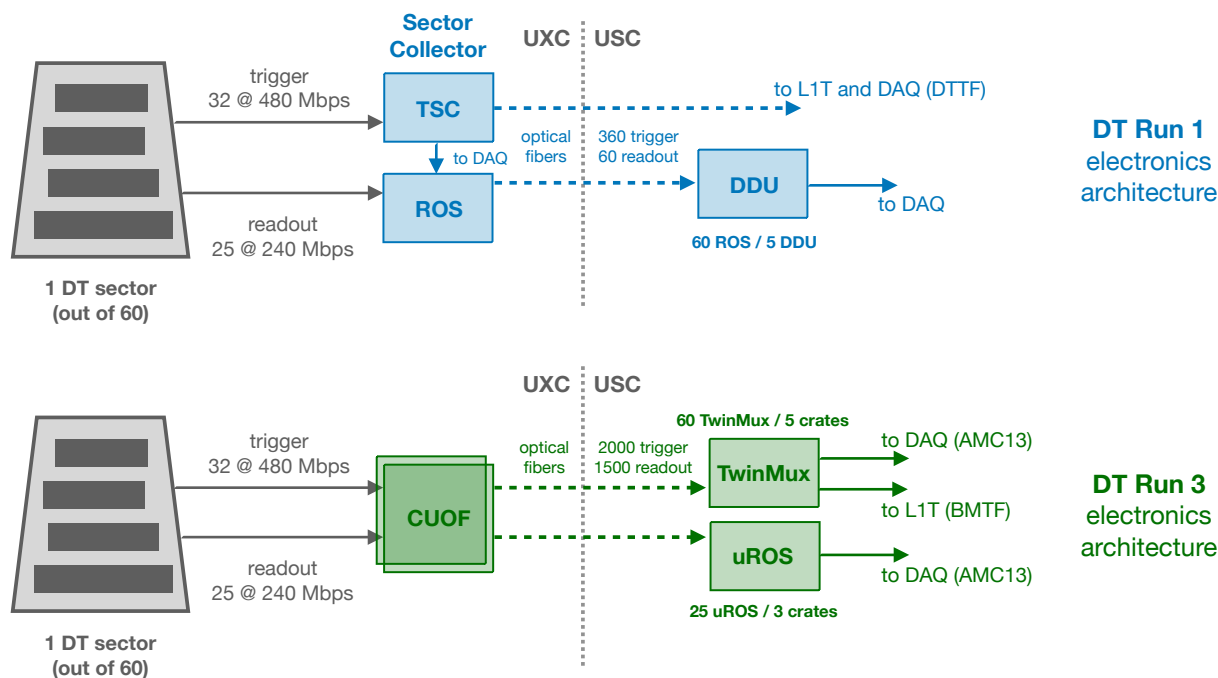 Sector
Collector
UXC
USC
trigger
32 @ 480 Mbps
TSC
to L1T and DAQ (DTTF)
to DAQ
optical
fibers
360 trigger
60 readout
ROS
DDU
to DAQ
readout
25 @ 240 Mbps
60 ROS / 5 DDU
1 DT sector
(out of 60)
DT Run 1
electronics
architecture
UXC
USC
trigger
32 @ 480 Mbps
optical
fibers
2000 trigger
1500 readout
60 TwinMux / 5 crates
TwinMux
to DAQ (AMC13)
to L1T (BMTF)
CUOF
uROS
to DAQ (AMC13)
readout
25 @ 240 Mbps
25 uROS / 3 crates
1 DT sector
(out of 60)
DT Run 3
electronics
architecture